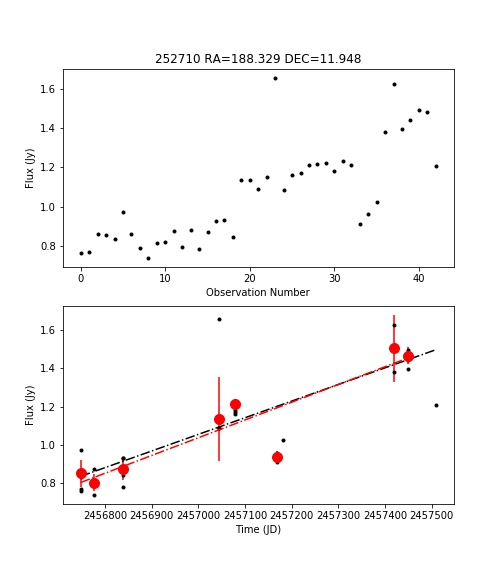 252710 RA=188.329 DEC=11.948
1.6
1.4
1.2
1.0
0.8
Flux (Jy)
0 10 20 30 40
Observation Number
1.6
1.4
1.2
1.0
0.8
Flux (Jy)
2456800 2456900 2457000 2457100 2457200 2457300 2457400 2457500
Time (JD)